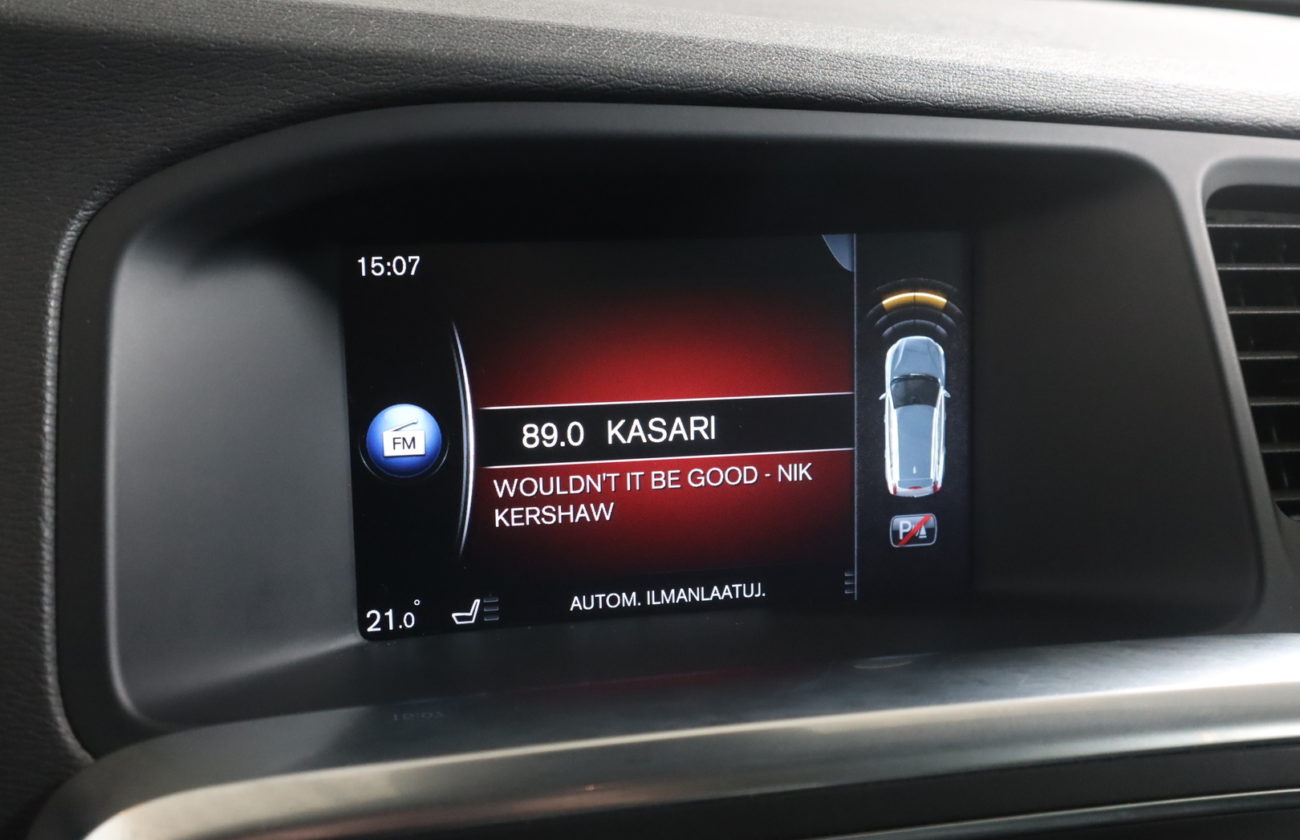 15:07
FM
89.0 KASARI
WOULDN'T IT BE GOOD - NIK
KERSHAW
P
21.0°
AUTOM. ILMANLAATUJ.